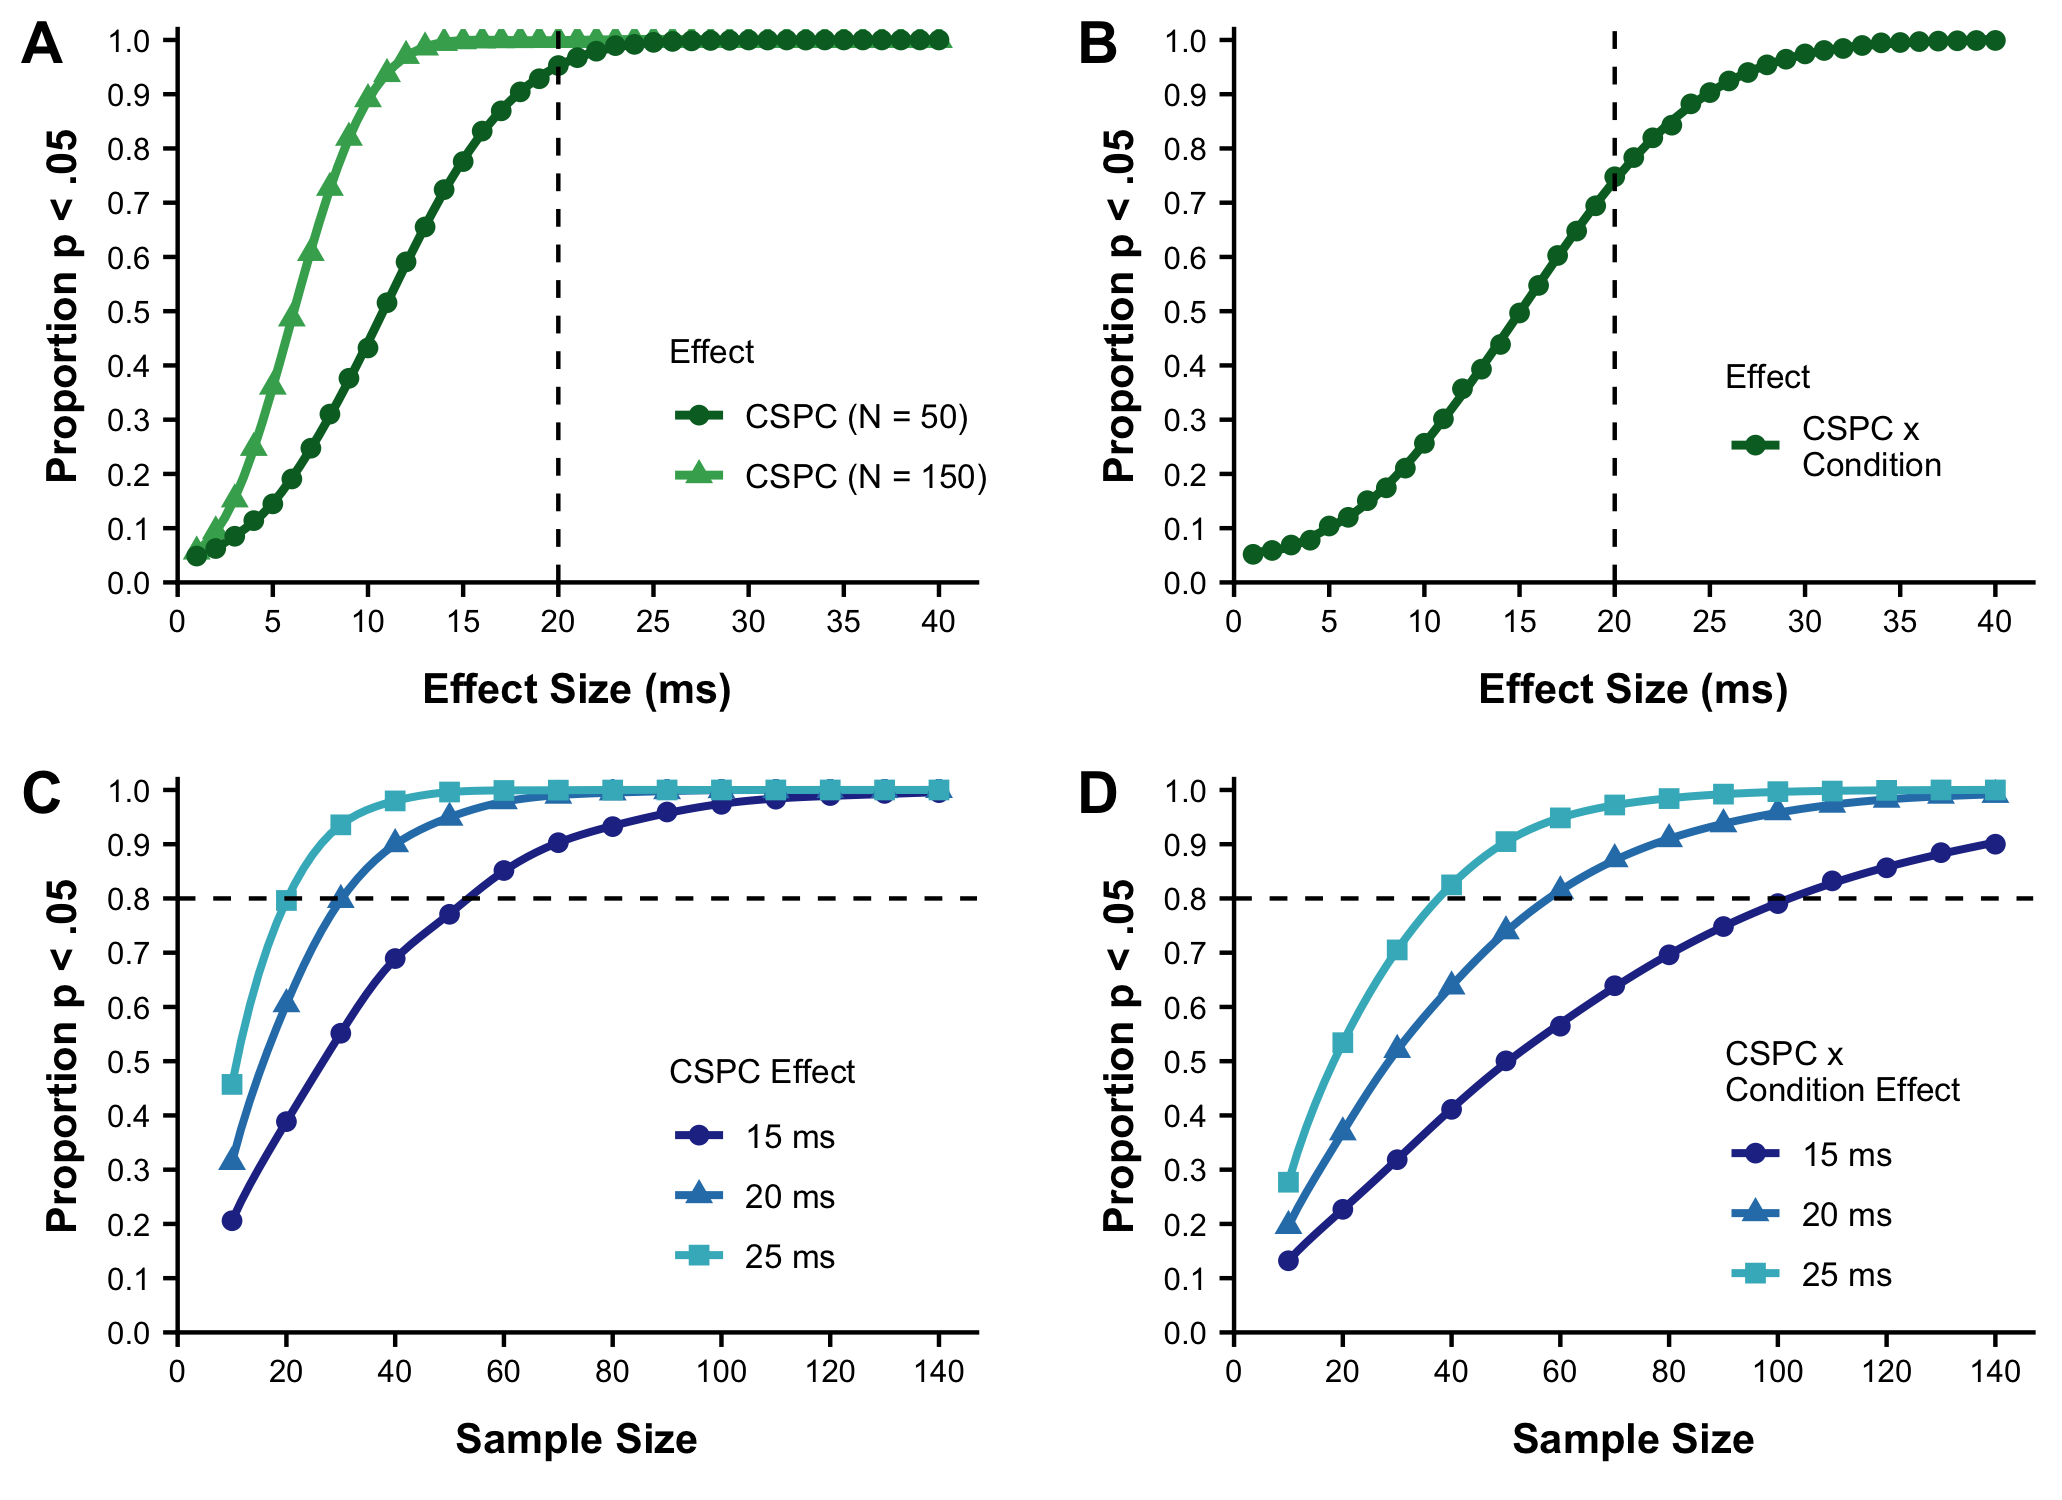 A
1.0
0.9
0.8
0.7
0.6
0.5
0.4
0.3
0.2
0.1
0.0
Proportion p < .05
0 5 10 15 20 25 30 35 40
Effect Size (ms)
Effect
CSPC (N = 50)
CSPC (N = 150)
B
1.0
0.9
0.8
0.7
0.6
0.5
0.4
0.3
0.2
0.1
0.0
Proportion p < .05
0 5 10 15 20 25 30 35 40
Effect Size (ms)
Effect
CSPC x
Condition
C
1.0
0.9
0.8
0.7
0.6
0.5
0.4
0.3
0.2
0.1
0.0
Proportion p < .05
0 20 40 60 80 100 120 140
Sample Size
CSPC Effect
15 ms
20 ms
25 ms
D
1.0
0.9
0.8
0.7
0.6
0.5
0.4
0.3
0.2
0.1
0.0
Proportion p < .05
0 20 40 60 80 100 120 140
Sample Size
CSPC x
Condition Effect
15 ms
20 ms
25 ms